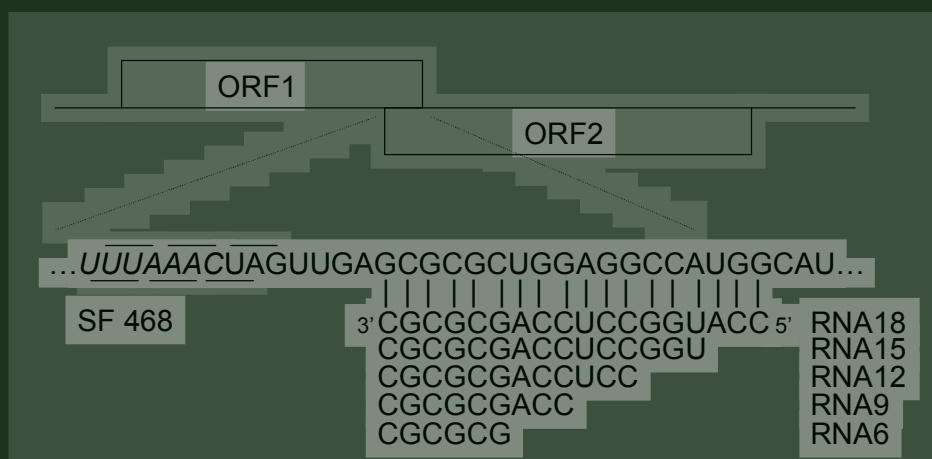 ORF1
ORF2
…UUUAAACUAGUUGAGCGCGCUGGAGGCCAUGGCAU…
SF 468
3’ CGCGCGACCUCCGGUACC 5’ RNA18
CGCGCGACCUCCGGU RNA15
CGCGCGACCUCC RNA12
CGCGCGACC RNA9
CGCGCG RNA6